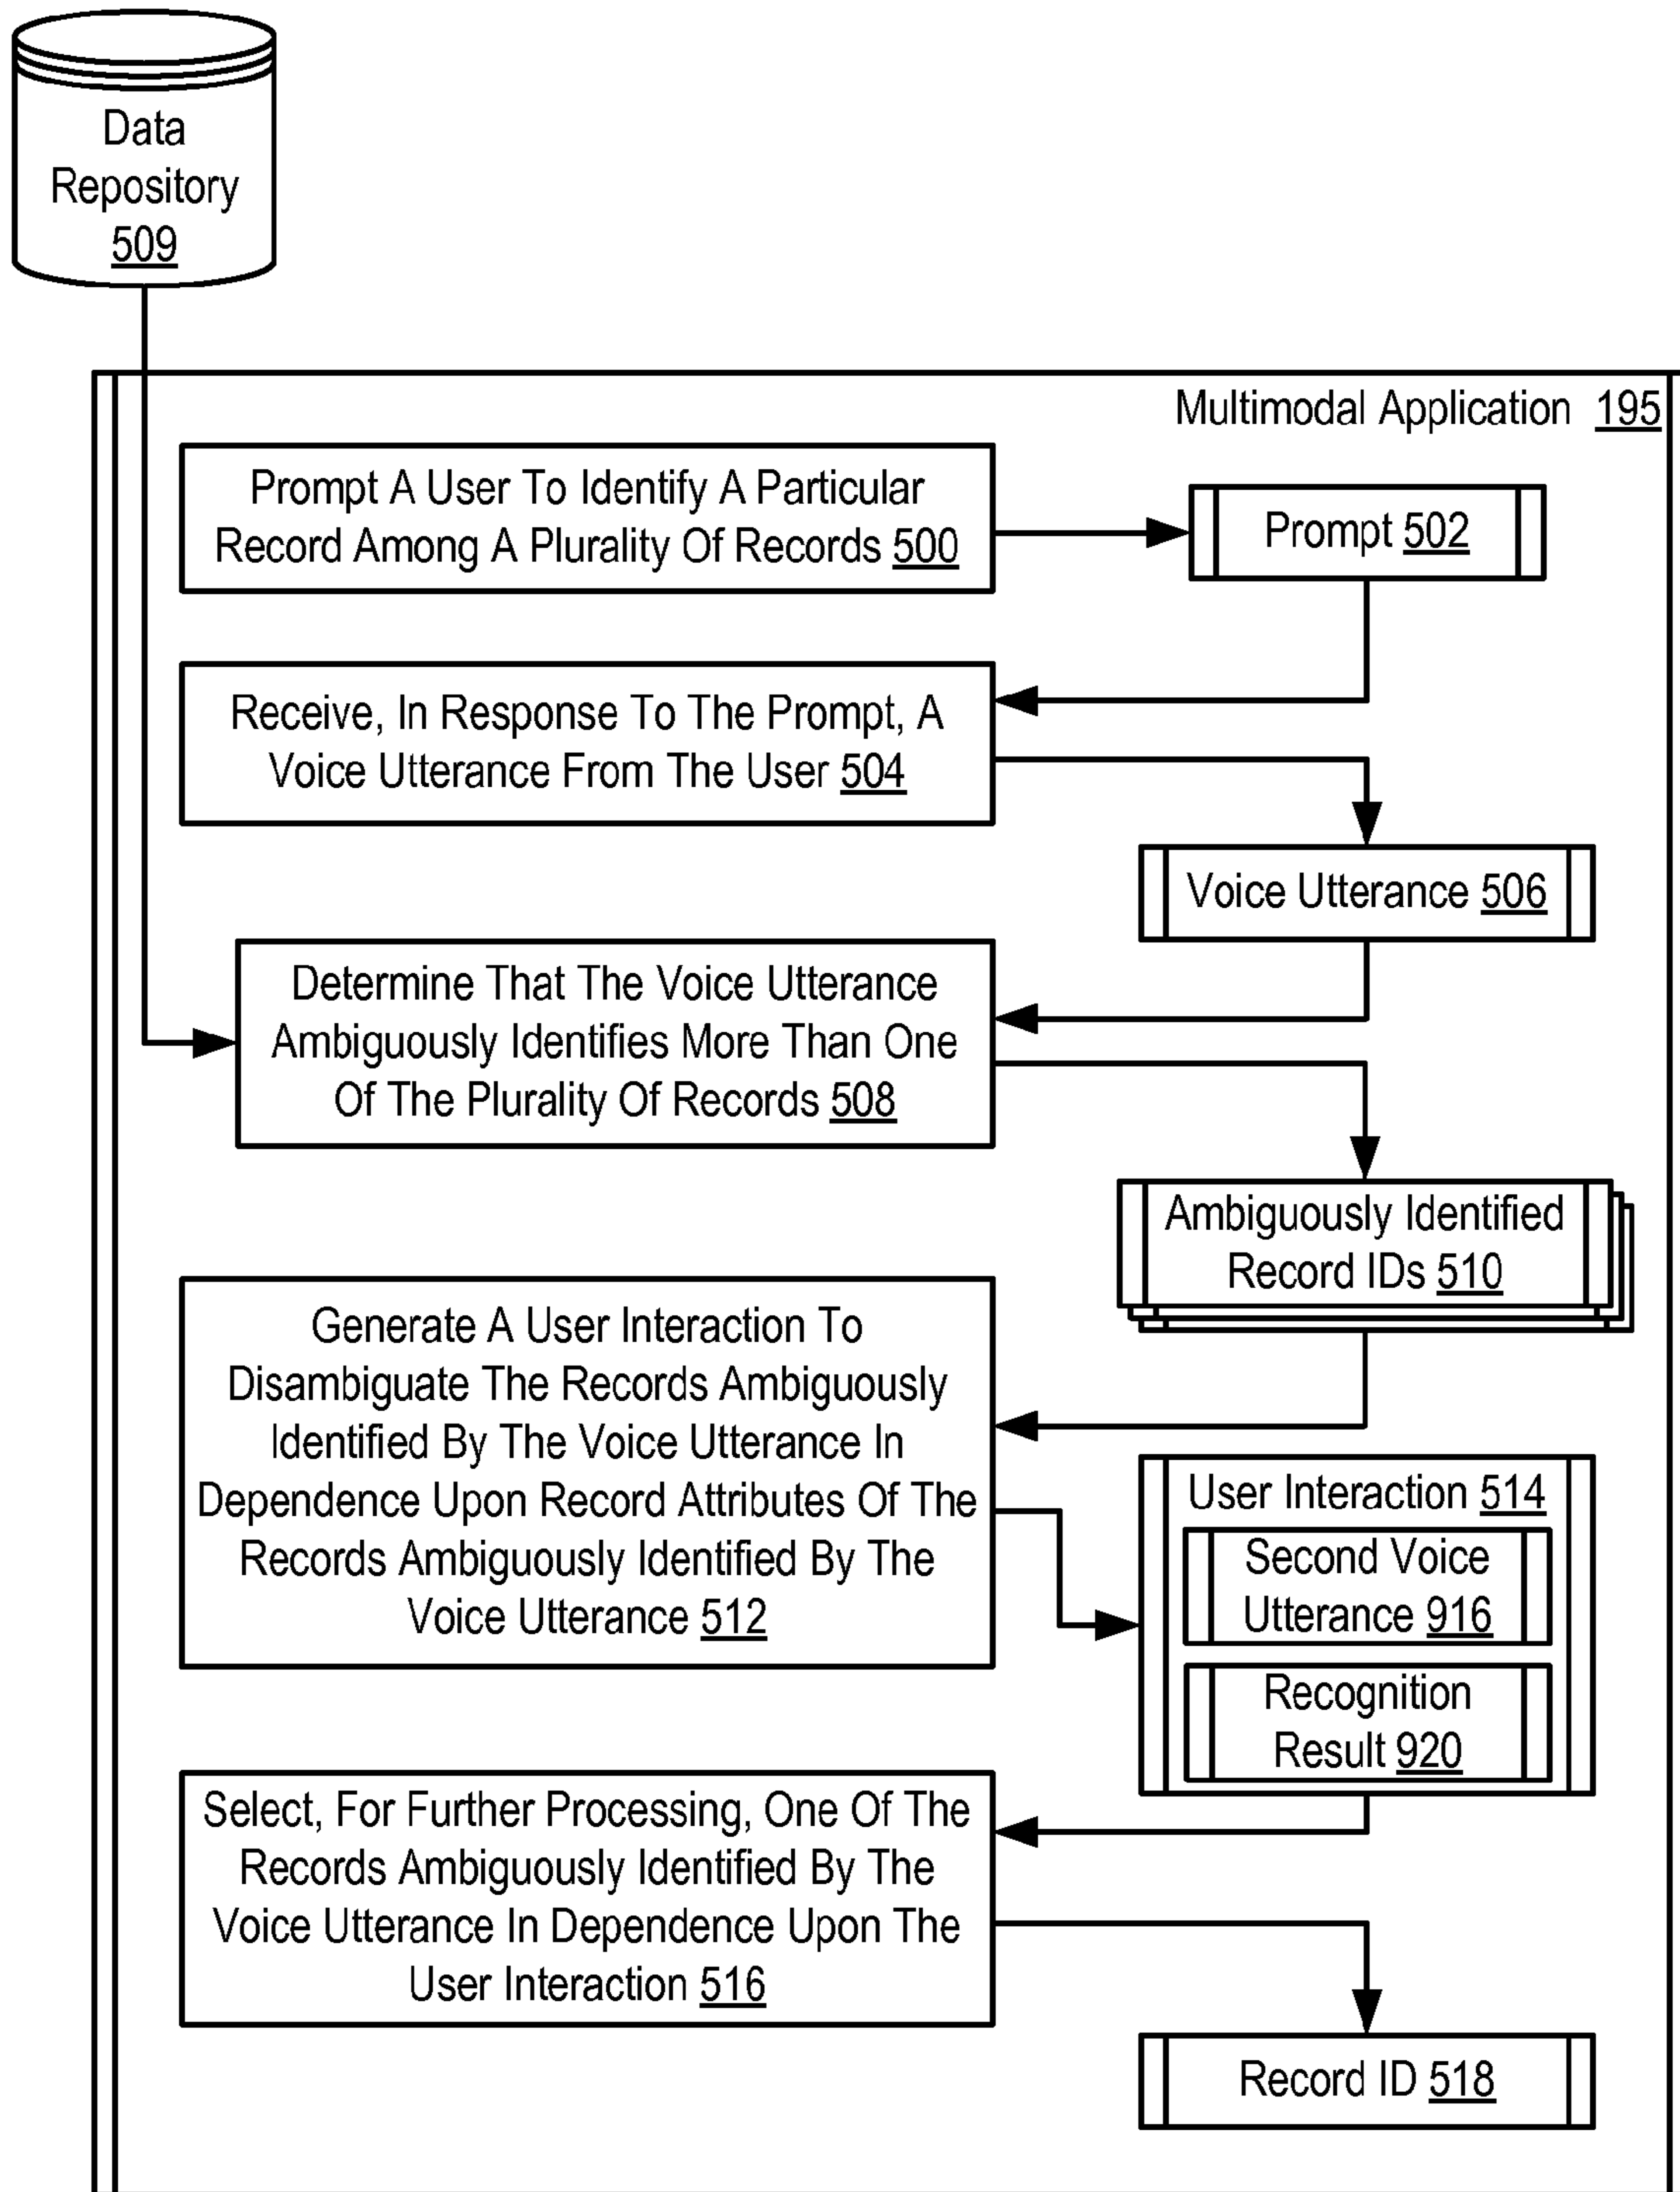 Data
Repository
509
Multimodal Application 195
Prompt A User To Identify A Particular
Record Among A Plurality Of Records 500
Prompt 502
Receive, In Response To The Prompt, A
Voice Utterance From The User 504
Voice Utterance 506
Determine That The Voice Utterance
Ambiguously Identifies More Than One
Of The Plurality Of Records 508
Ambiguously Identified
Record IDs 510
Generate A User Interaction To
Disambiguate The Records Ambiguously
Identified By The Voice Utterance In
Dependence Upon Record Attributes Of The
Records Ambiguously Identified By The
Voice Utterance 512
User Interaction 514
Second Voice
Utterance 916
Recognition
Result 920
Select, For Further Processing, One Of The
Records Ambiguously Identified By The
Voice Utterance In Dependence Upon The
User Interaction 516
Record ID 518